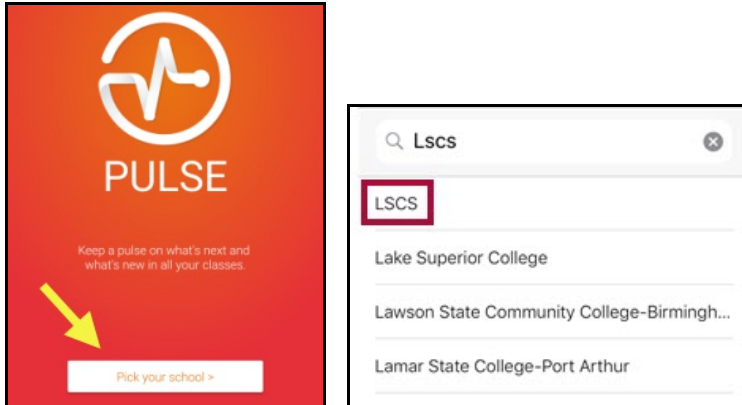 PULSE
Keep a pulse on what's next and
what's new in all your classes.
Pick your school >
Lscs
LSCS
Lake Superior College
Lawson State Community College-Birmingh...
Lamar State College-Port Arthur